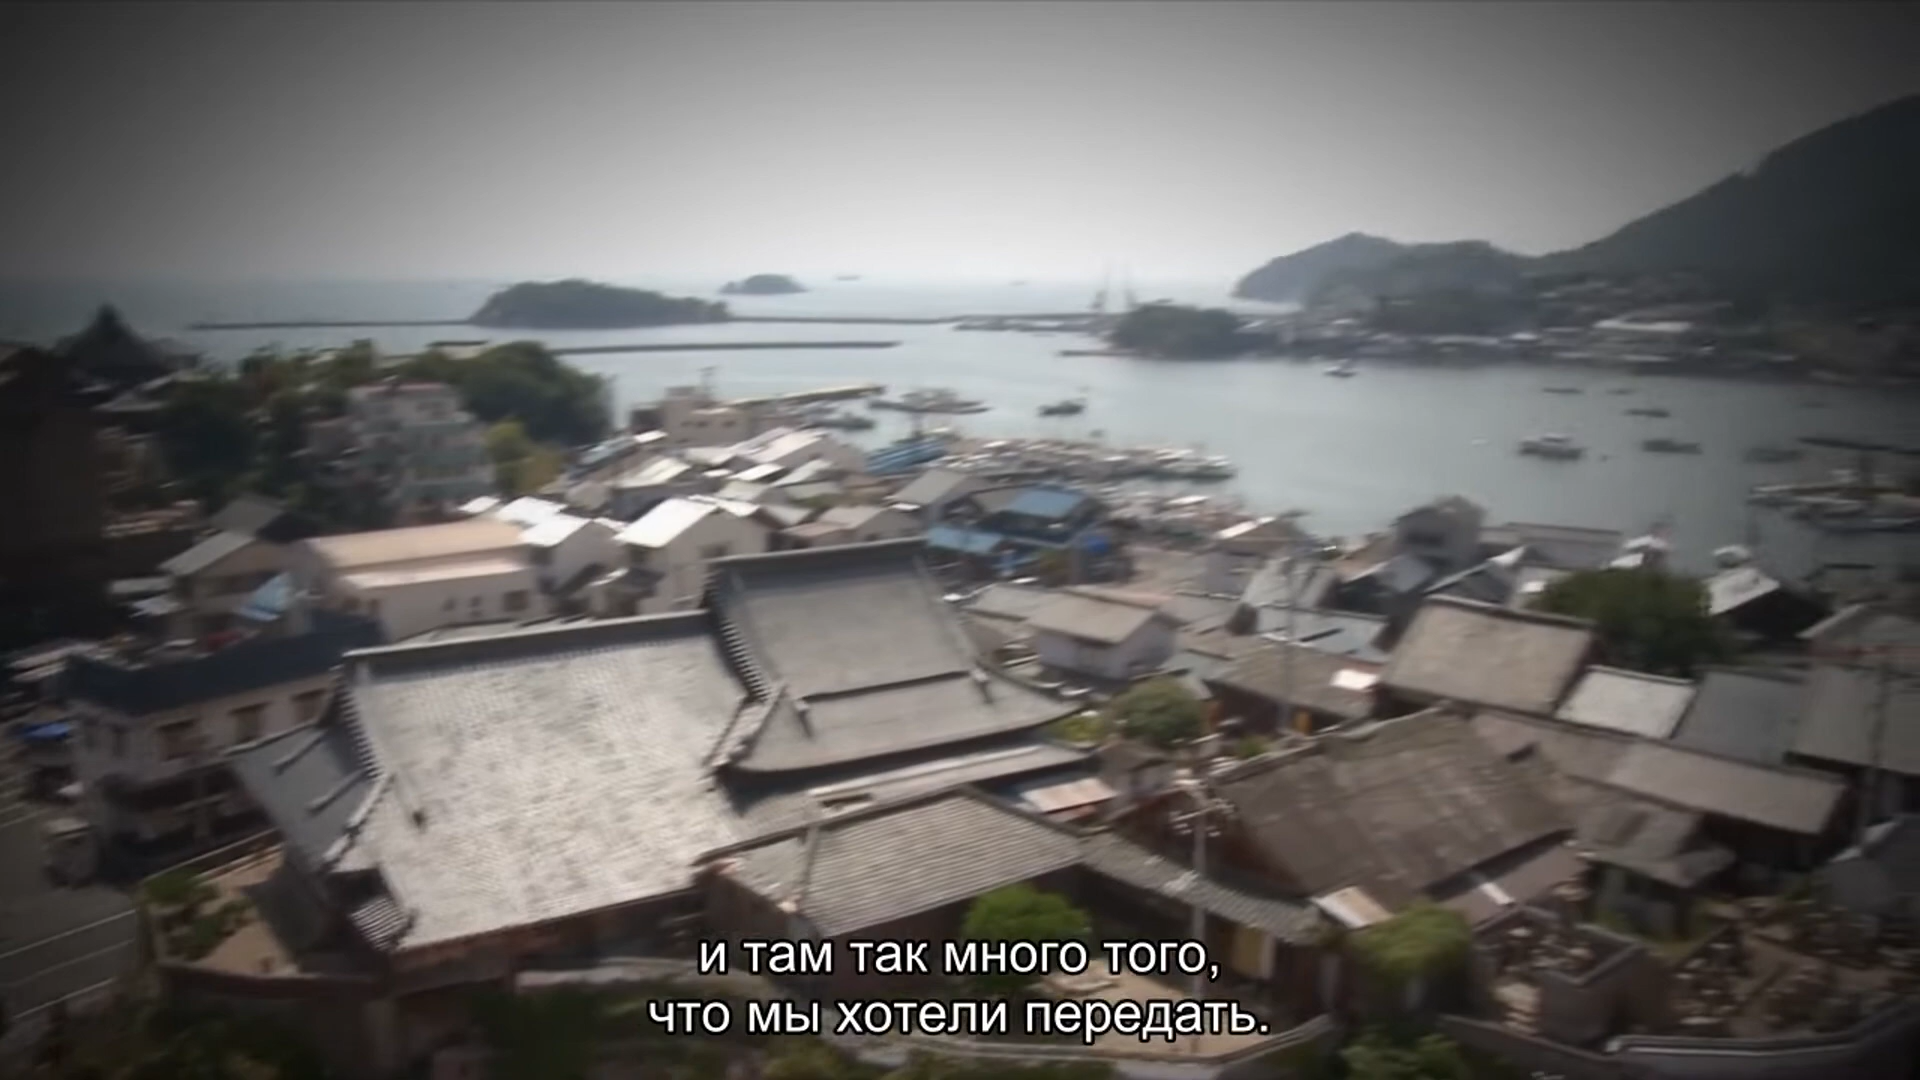 и там так много того,
что мы хотели передать.